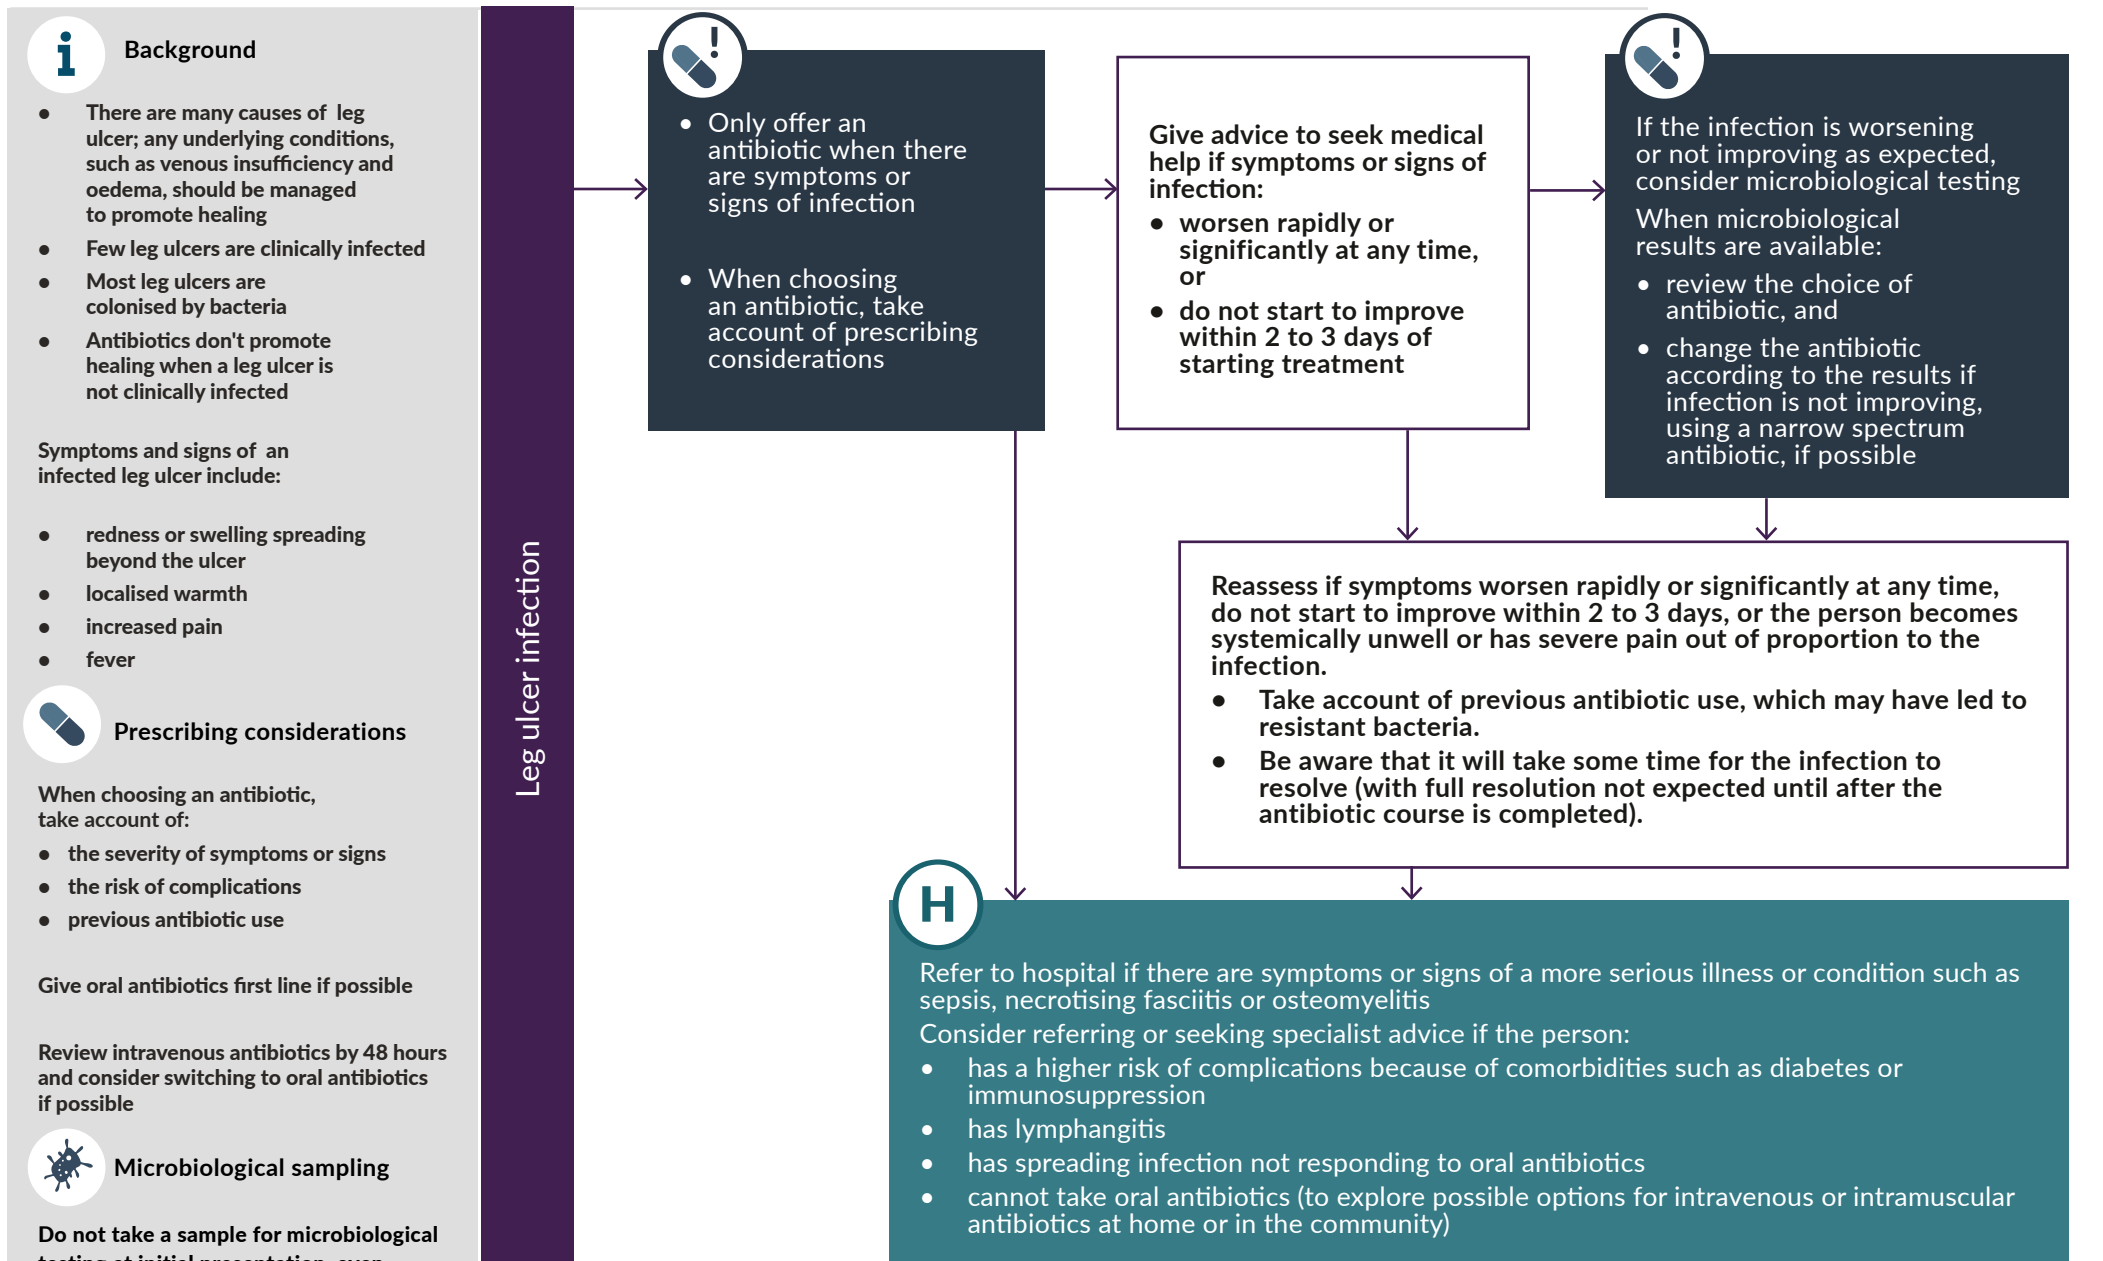 Background
● There are many causes of leg
ulcer; any underlying conditions,
such as venous insufficiency and
oedema, should be managed
to promote healing
● Few leg ulcers are clinically infected
● Most leg ulcers are
colonised by bacteria
● Antibiotics don't promote
healing when a leg ulcer is
not clinically infected
Symptoms and signs of an
infected leg ulcer include:
● redness or swelling spreading
beyond the ulcer
● localised warmth
● increased pain
● fever
Prescribing considerations
When choosing an antibiotic,
take account of:
● the severity of symptoms or signs
● the risk of complications
● previous antibiotic use
Give oral antibiotics first line if possible
Review intravenous antibiotics by 48 hours
and consider switching to oral antibiotics
if possible
Microbiological sampling
Do not take a sample for microbiological
testing at initial presentation, even
Leg ulcer infection
• Only offer an
antibiotic when there
are symptoms or
signs of infection
• When choosing
an antibiotic, take
account of prescribing
considerations
Give advice to seek medical
help if symptoms or signs of
infection:
● worsen rapidly or
significantly at any time,
or
● do not start to improve
within 2 to 3 days of
starting treatment
If the infection is worsening
or not improving as expected,
consider microbiological testing
When microbiological
results are available:
• review the choice of
antibiotic, and
• change the antibiotic
according to the results if
infection is not improving,
using a narrow spectrum
antibiotic, if possible
Reassess if symptoms worsen rapidly or significantly at any time,
do not start to improve within 2 to 3 days, or the person becomes
systemically unwell or has severe pain out of proportion to the
infection.
● Take account of previous antibiotic use, which may have led to
resistant bacteria.
● Be aware that it will take some time for the infection to
resolve (with full resolution not expected until after the
antibiotic course is completed).
H
Refer to hospital if there are symptoms or signs of a more serious illness or condition such as
sepsis, necrotising fasciitis or osteomyelitis
Consider referring or seeking specialist advice if the person:
• has a higher risk of complications because of comorbidities such as diabetes or
immunosuppression
• has lymphangitis
• has spreading infection not responding to oral antibiotics
• cannot take oral antibiotics (to explore possible options for intravenous or intramuscular
antibiotics at home or in the community)